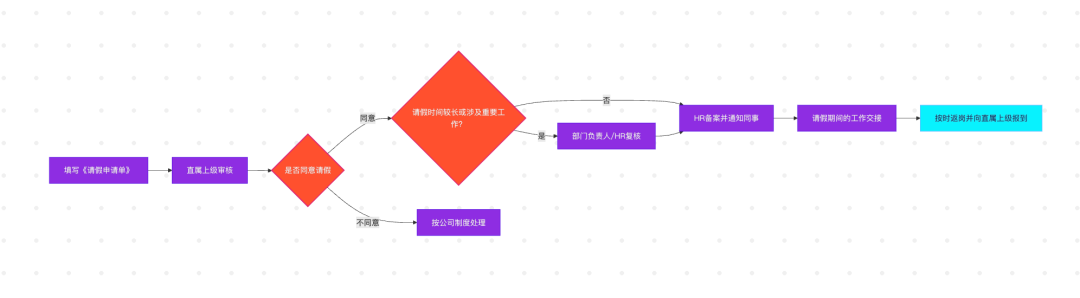 填写《请假申请单》
直属上级审核
是否同意请假
同意
不同意
请假时间较长或涉及重要工
作?
按公司制度处理
否
是
部门负责人/HR复核
HR备案并通知同事
请假期间的工作交接
按时返岗并向直属上级报到